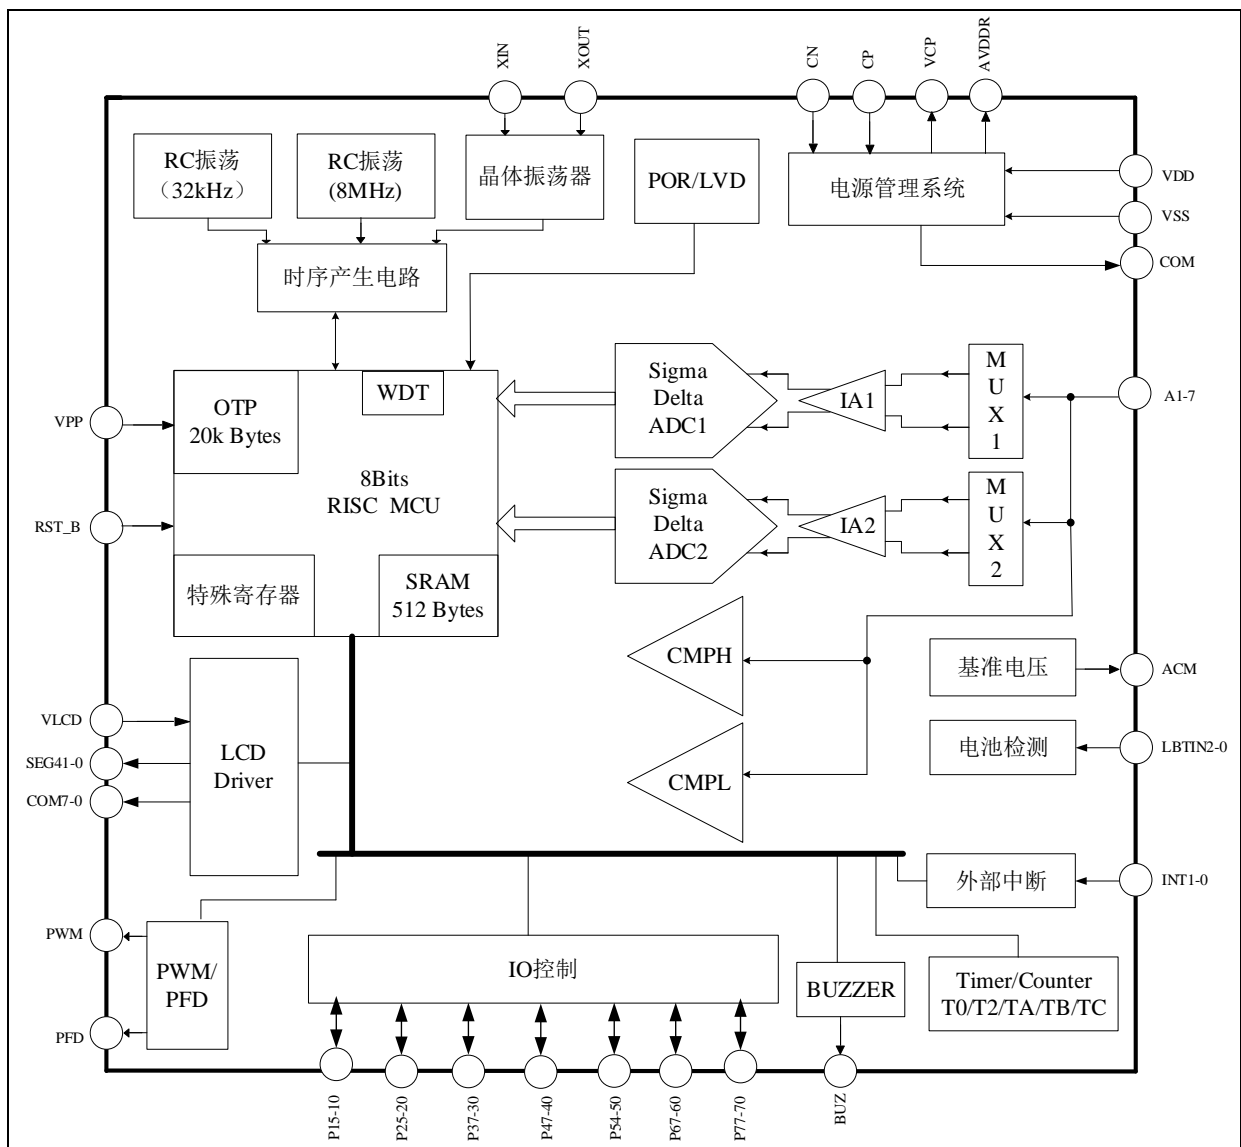 XIN
XOUT
CN
CP
VCP
AVDDR
RC振荡
（32kHz）
RC振荡
(8MHz)
晶体振荡器
POR/LVD
电源管理系统
VDD
VSS
COM
时序产生电路
VPP
RST_B
OTP
20k Bytes
WDT
8Bits
RISC MCU
特殊寄存器
SRAM
512 Bytes
Sigma
Delta
ADC1
IA1
M
U
X
1
A1-7
Sigma
Delta
ADC2
IA2
M
U
X
2
CMPH
CMPL
基准电压
ACM
电池检测
LBTIN2-0
VLCD
SEG41-0
COM7-0
LCD
Driver
外部中断
INT1-0
PWM
PFD
PWM/
PFD
IO控制
BUZZER
Timer/Counter
T0/T2/TA/TB/TC
P15-10
P25-20
P37-30
P47-40
P54-50
P67-60
P77-70
BUZ